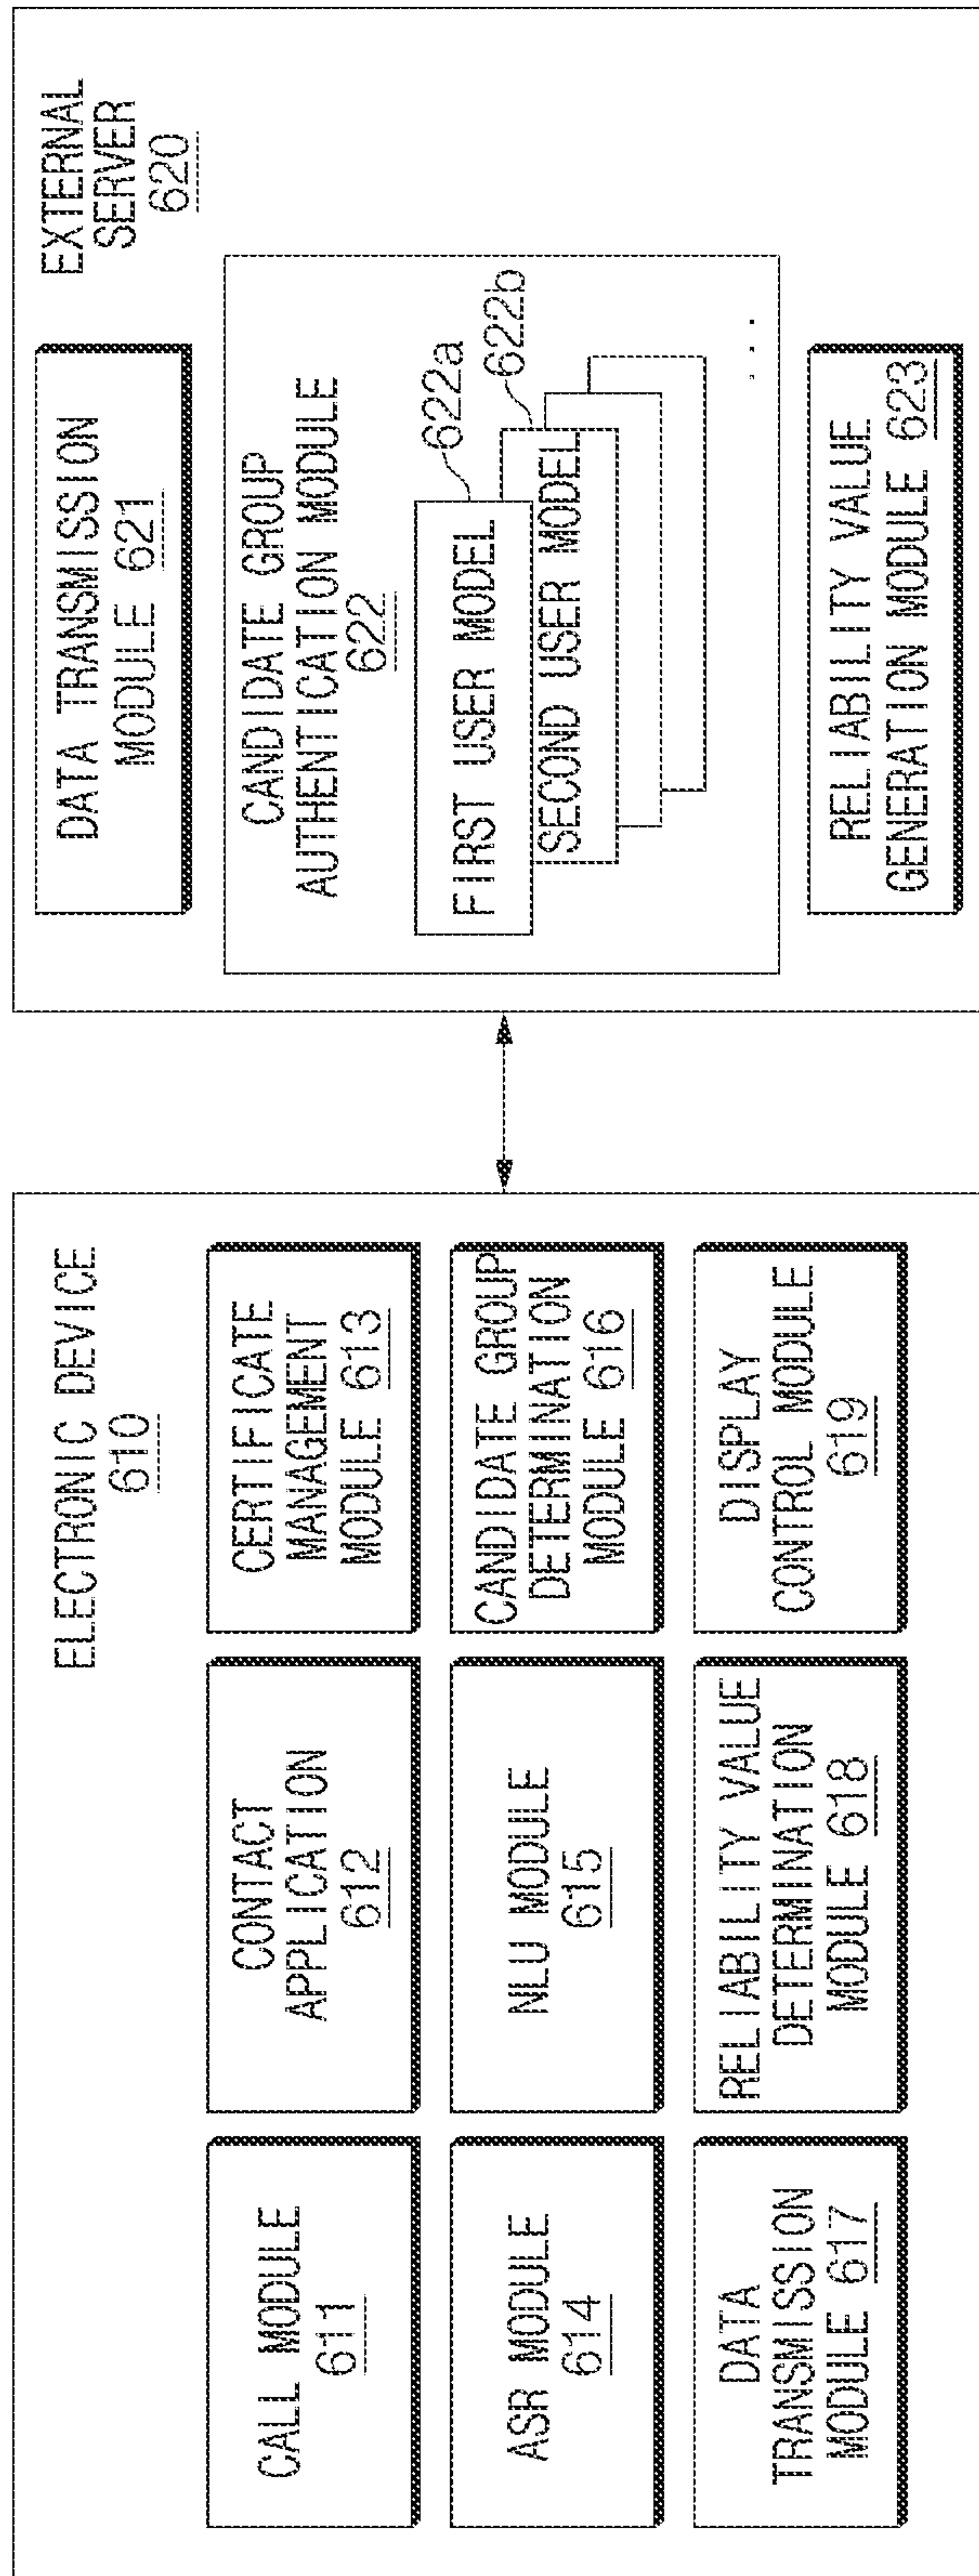 ELECTRONIC DEVICE
610
CALL MODULE
611
CONTACT
APPLICATION
612
CERTIFICATE
MANAGEMENT
MODULE 613
ASR MODULE
614
NLU MODULE
615
CANDIDATE GROUP
DETERMINATION
MODULE 616
DATA
TRANSMISSION
MODULE 617
RELIABILITY VALUE
DETERMINATION
MODULE 618
DISPLAY
CONTROL MODULE
619
EXTERNAL
SERVER
620
DATA TRANSMISSION
MODULE 621
CANDIDATE GROUP
AUTHENTICATION MODULE
622
FIRST USER MODEL
622a
SECOND USER MODEL
622b
...
RELIABILITY VALUE
GENERATION MODULE 623